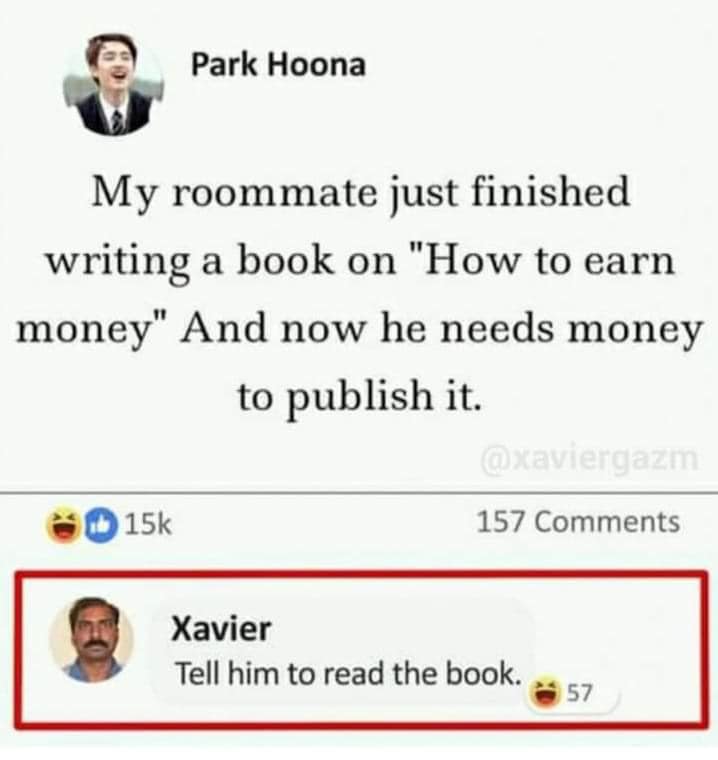 Park Hoona
My roommate just finished
writing a book on "How to earn
money" And now he needs money
to publish it.
@xaviergazm
15k
157 Comments
Xavier
Tell him to read the book.
57